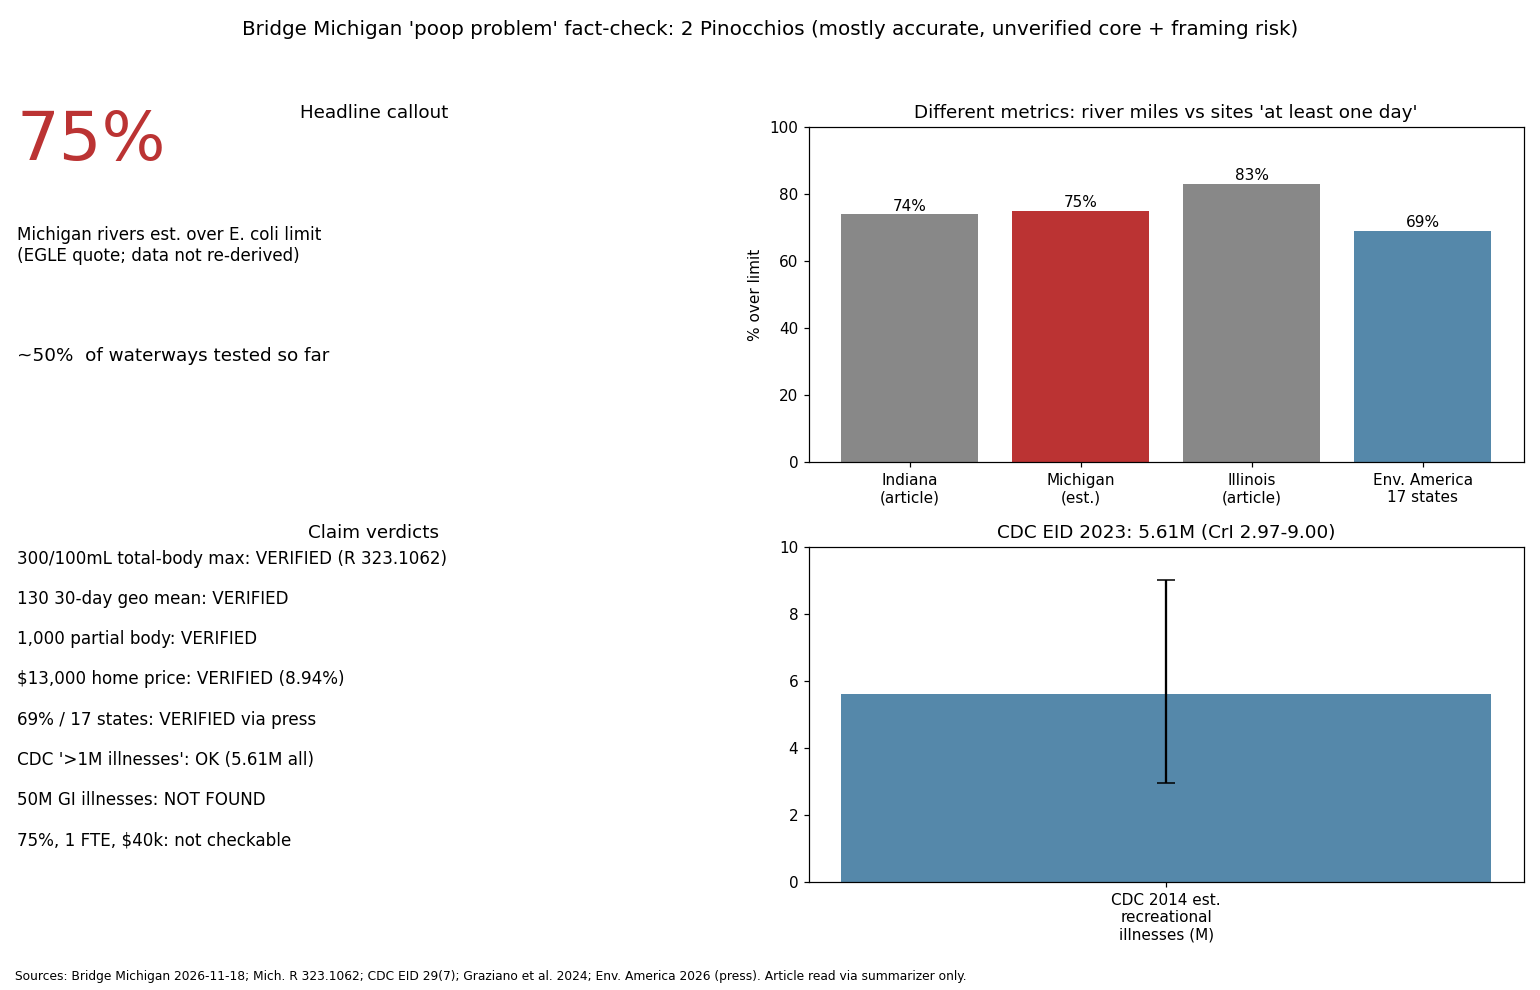 Bridge Michigan 'poop problem' fact-check: 2 Pinocchios (mostly accurate, unverified core + framing risk)
Headline callout
75%
Michigan rivers est. over E. coli limit
(EGLE quote; data not re-derived)
~50%  of waterways tested so far
Different metrics: river miles vs sites 'at least one day'
% over limit
100
80
60
40
20
0
74%
75%
83%
69%
Indiana
(article)
Michigan
(est.)
Illinois
(article)
Env. America
17 states
Claim verdicts
300/100mL total-body max: VERIFIED (R 323.1062)
130 30-day geo mean: VERIFIED
1,000 partial body: VERIFIED
$13,000 home price: VERIFIED (8.94%)
69% / 17 states: VERIFIED via press
CDC '>1M illnesses': OK (5.61M all)
50M GI illnesses: NOT FOUND
75%, 1 FTE, $40k: not checkable
CDC EID 2023: 5.61M (CrI 2.97-9.00)
10
8
6
4
2
0
CDC 2014 est.
recreational
illnesses (M)
Sources: Bridge Michigan 2026-11-18; Mich. R 323.1062; CDC EID 29(7); Graziano et al. 2024; Env. America 2026 (press). Article read via summarizer only.